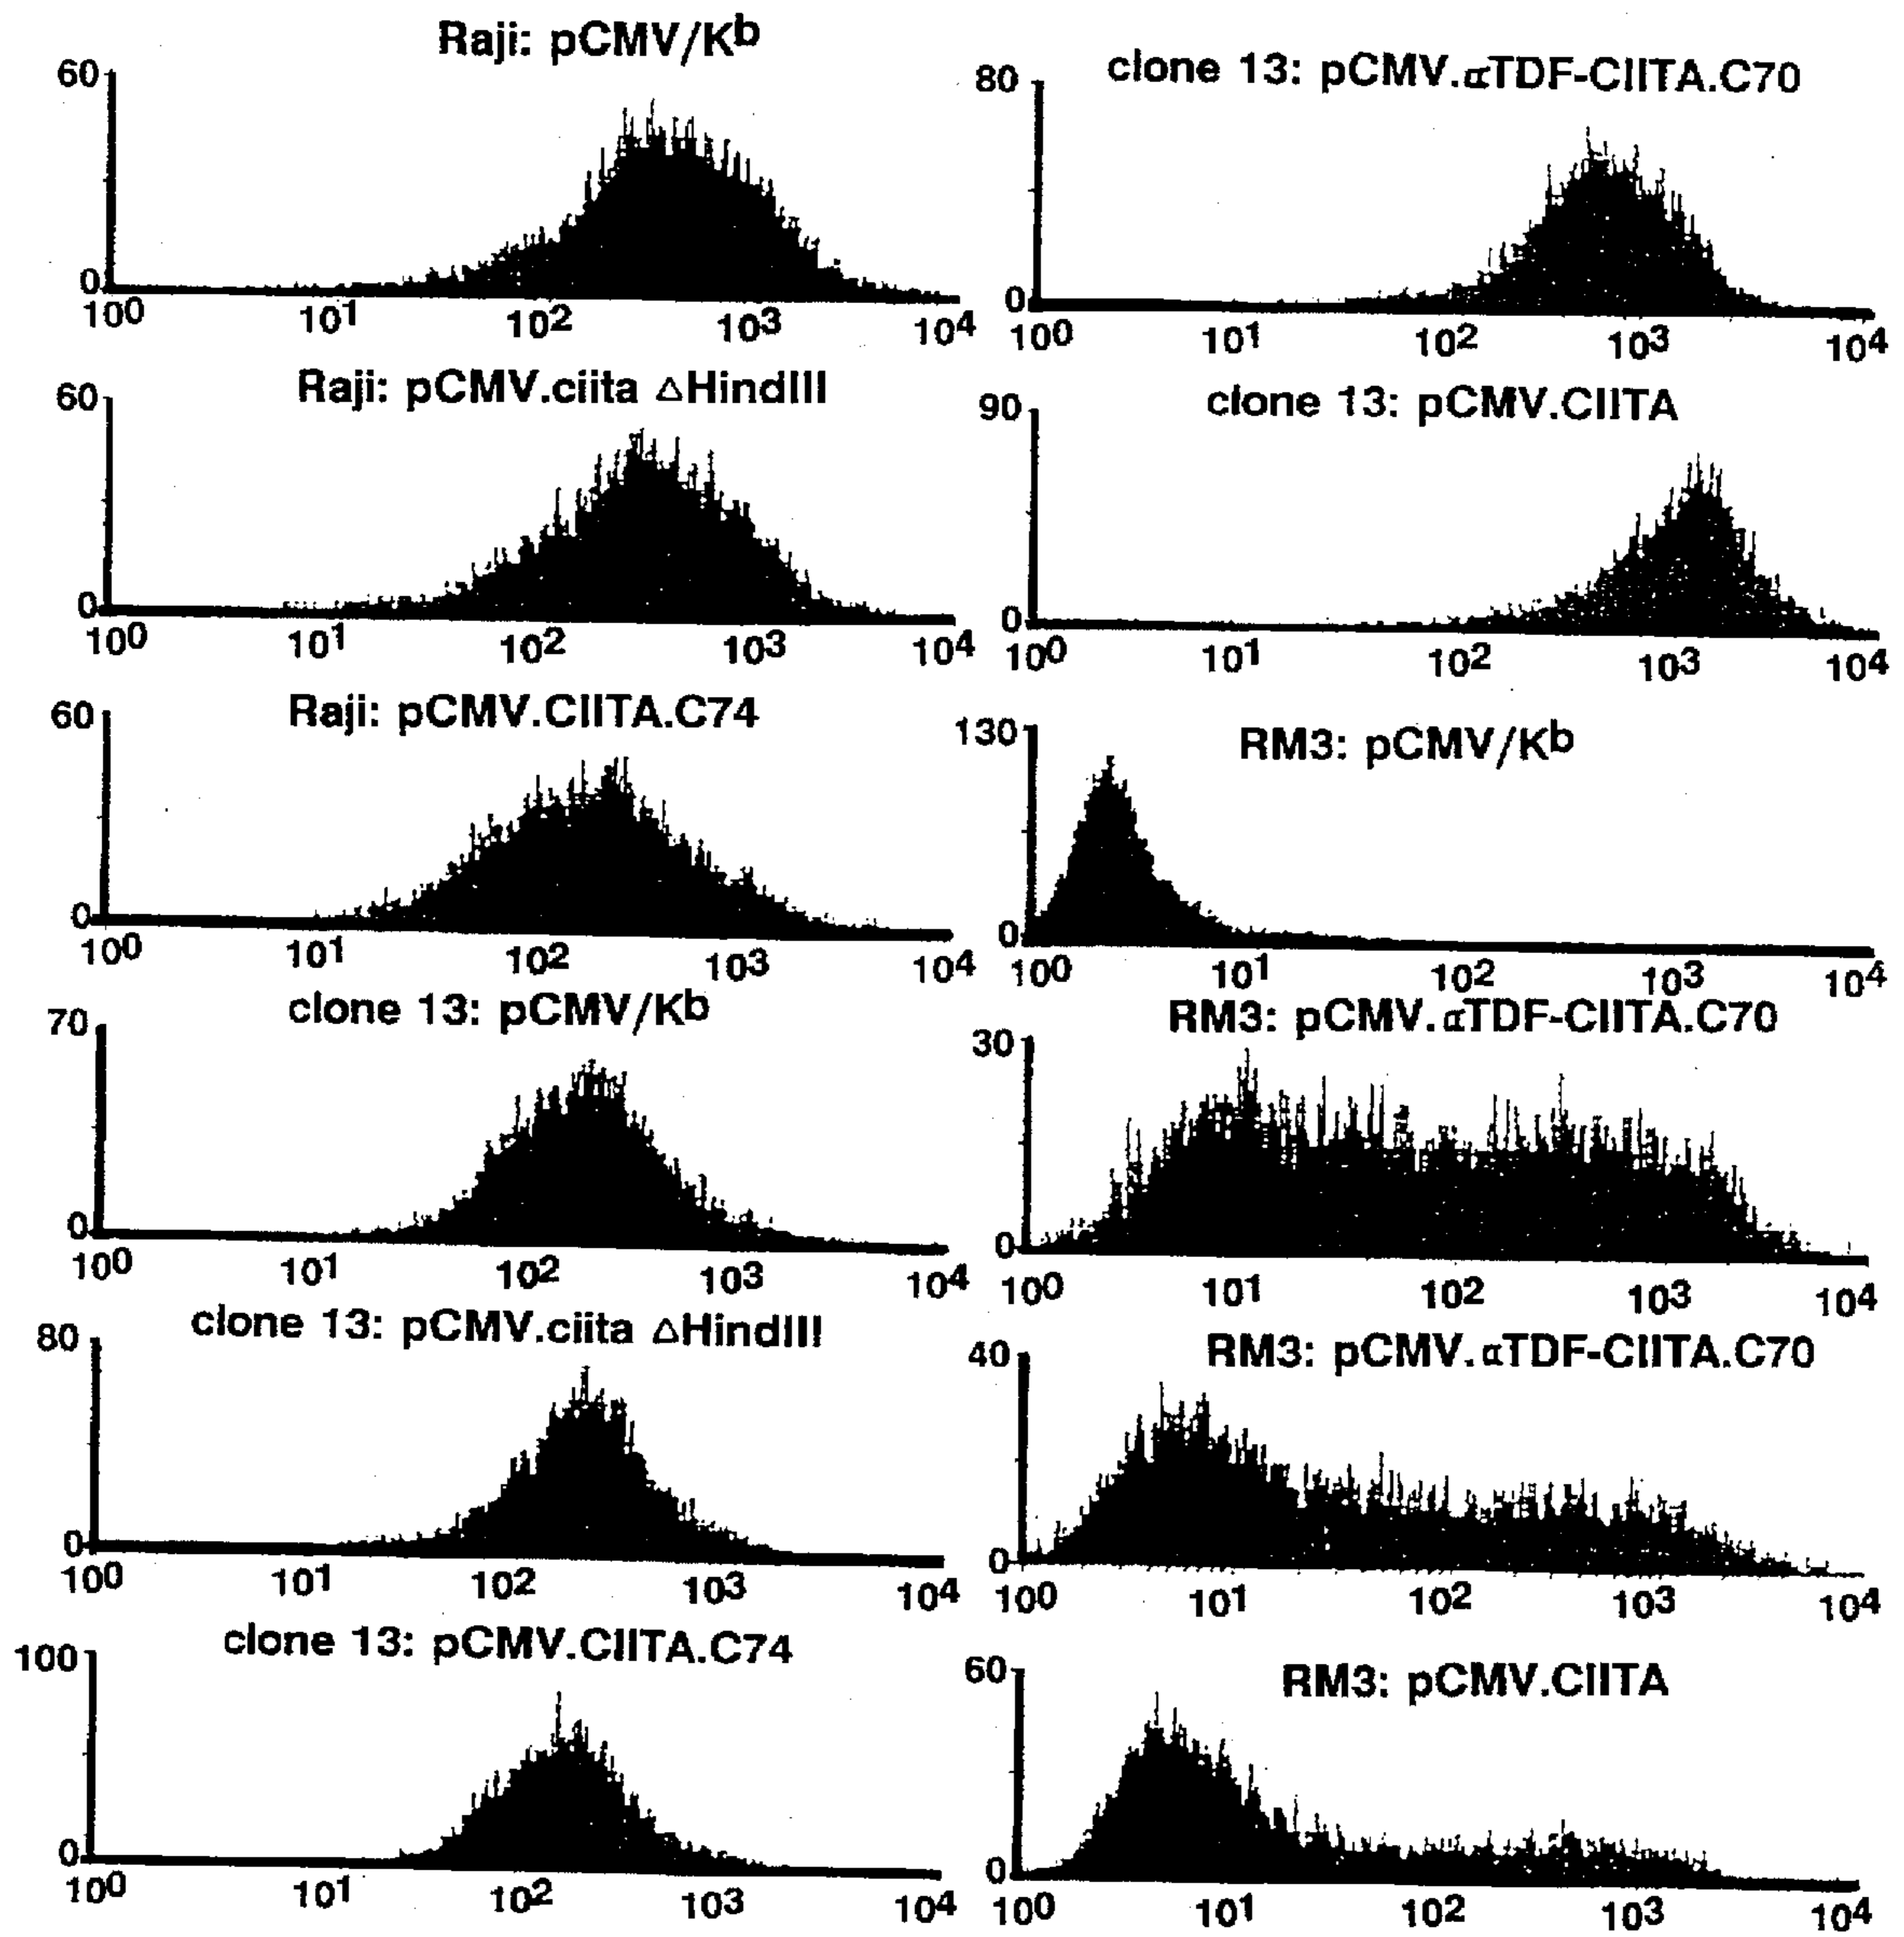 Raji: pCMV/Kb
60
0
100 101 102 103 104
Raji: pCMV.ciita ΔHindIII
60
0
100 101 102 103 104
Raji: pCMV.CIITA.C74
60
0
100 101 102 103 104
clone 13: pCMV/Kb
70
0
100 101 102 103 104
clone 13: pCMV.ciita ΔHindIII
80
0
100 101 102 103 104
clone 13: pCMV.CIITA.C74
100
0
100 101 102 103 104
clone 13: pCMV.αTDF-CIITA.C70
80
0
100 101 102 103 104
clone 13: pCMV.CIITA
90
0
100 101 102 103 104
RM3: pCMV/Kb
130
0
100 101 102 103 104
RM3: pCMV.αTDF-CIITA.C70
30
0
100 101 102 103 104
RM3: pCMV.αTDF-CIITA.C70
40
0
100 101 102 103 104
RM3: pCMV.CIITA
60
0
100 101 102 103 104